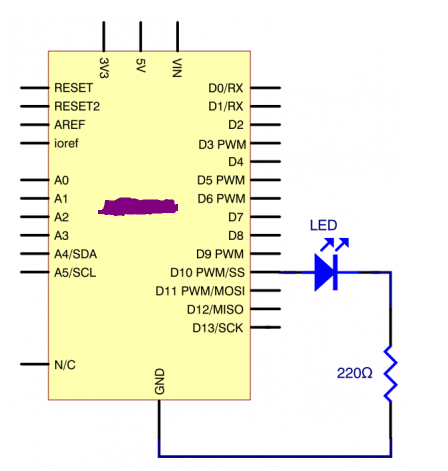 3V3
5V
VIN
RESET
RESET2
AREF
ioref
A0
A1
A2
A3
A4/SDA
A5/SCL
N/C
D0/RX
D1/RX
D2
D3 PWM
D4
D5 PWM
D6 PWM
D7
D8
D9 PWM
D10 PWM/SS
D11 PWM/MOSI
D12/MISO
D13/SCK
GND
LED
220Ω